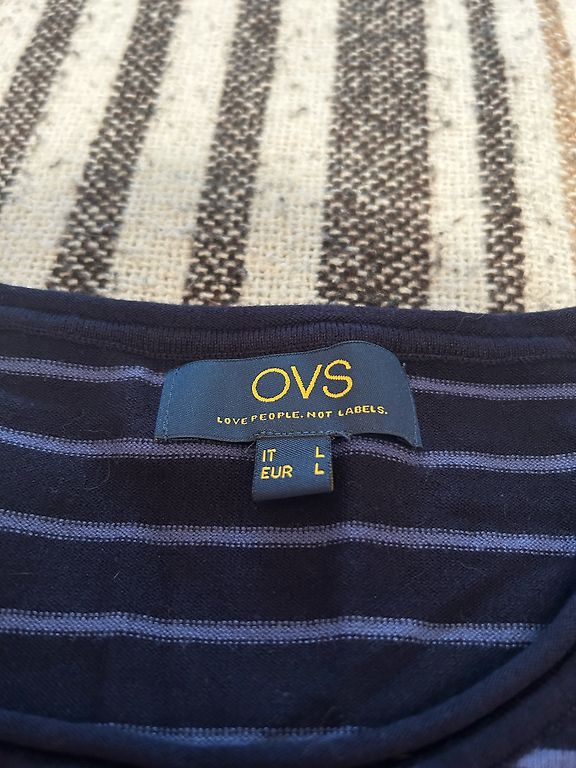 OVS
LOVE PEOPLE. NOT LABELS.
IT L
EUR L